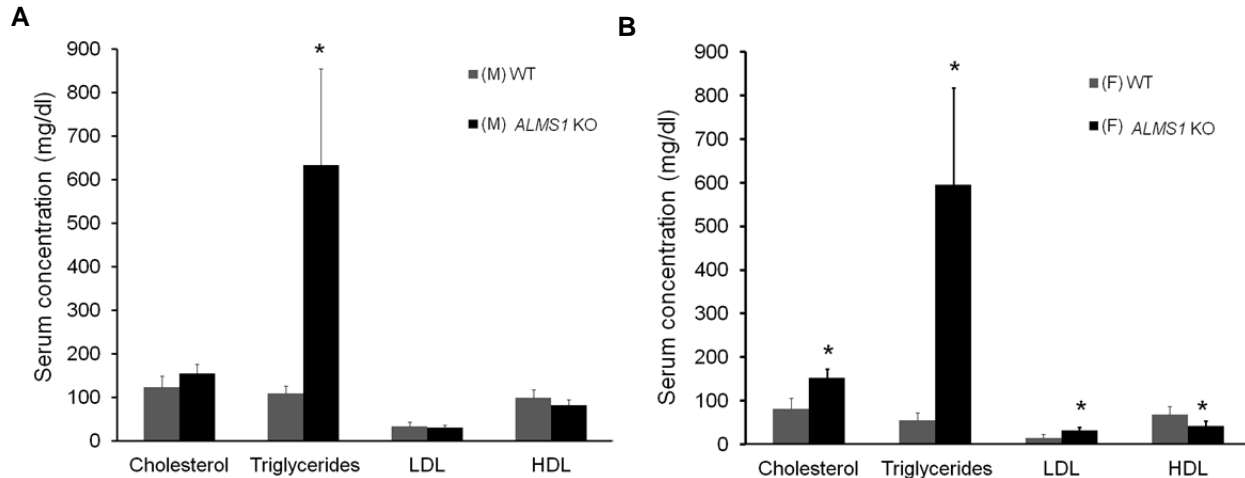 A
Serum concentration (mg/dl)
900
800
700
600
500
400
300
200
100
0
*
(M) WT
(M) ALMS1 KO
Cholesterol Triglycerides LDL HDL
B
Serum concentration (mg/dl)
900
800
700
600
500
400
300
200
100
0
*
*
*
*
(F) WT
(F) ALMS1 KO
Cholesterol Triglycerides LDL HDL